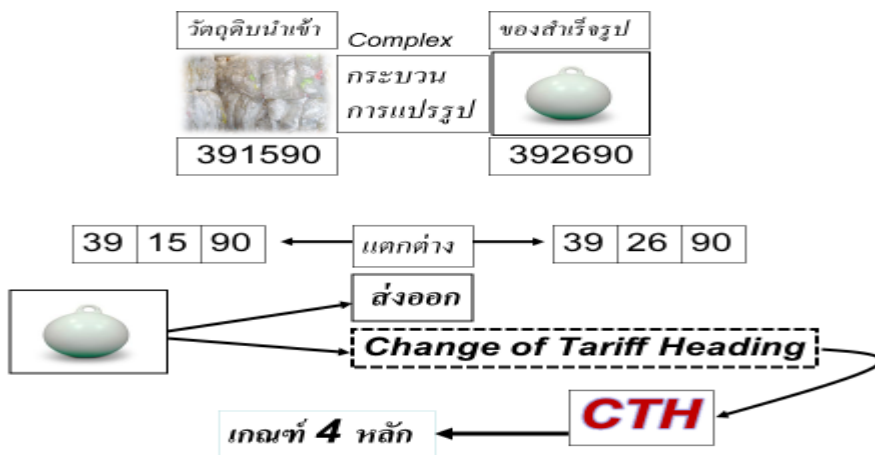 วัตถุดิบนำเข้า
Complex
ของสำเร็จรูป
กระบวน
การแปรรูป
391590
392690
39 15 90
แตกต่าง
39 26 90
ส่งออก
Change of Tariff Heading
CTH
เกณฑ์ 4 หลัก